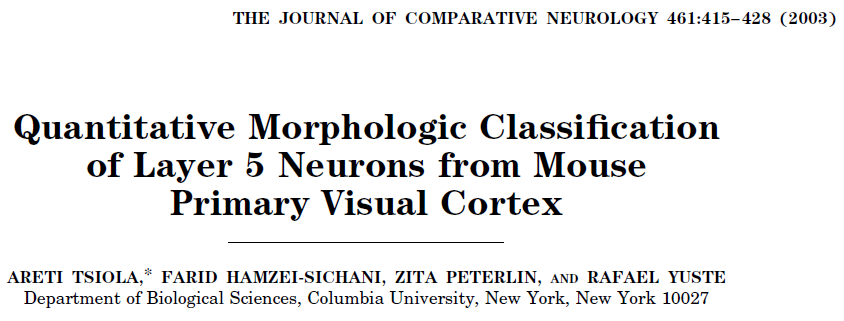 THE JOURNAL OF COMPARATIVE NEUROLOGY 461:415–428 (2003)
Quantitative Morphologic Classification
of Layer 5 Neurons from Mouse
Primary Visual Cortex
ARETI TSIOLA,* FARID HAMZEI-SICHANI, ZITA PETERLIN, AND RAFAEL YUSTE
Department of Biological Sciences, Columbia University, New York, New York 10027